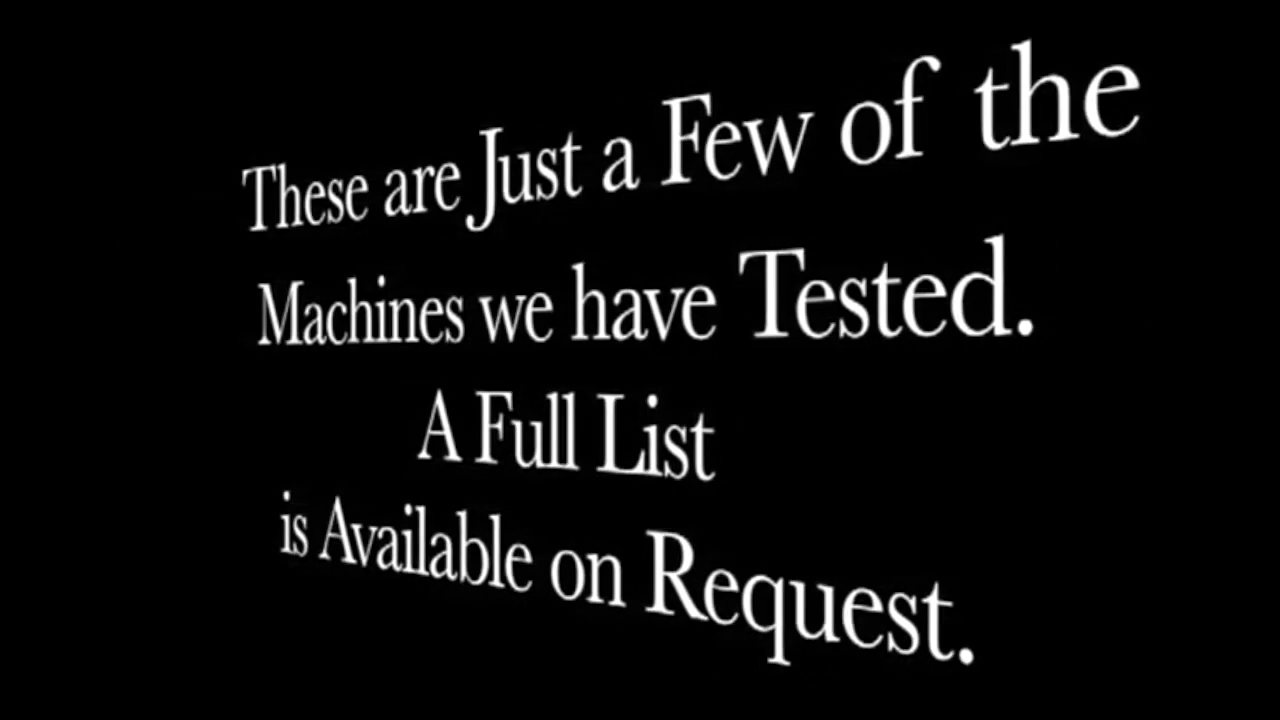 These are Just a Few of the
Machines we have Tested.
A Full List
is Available on Request.